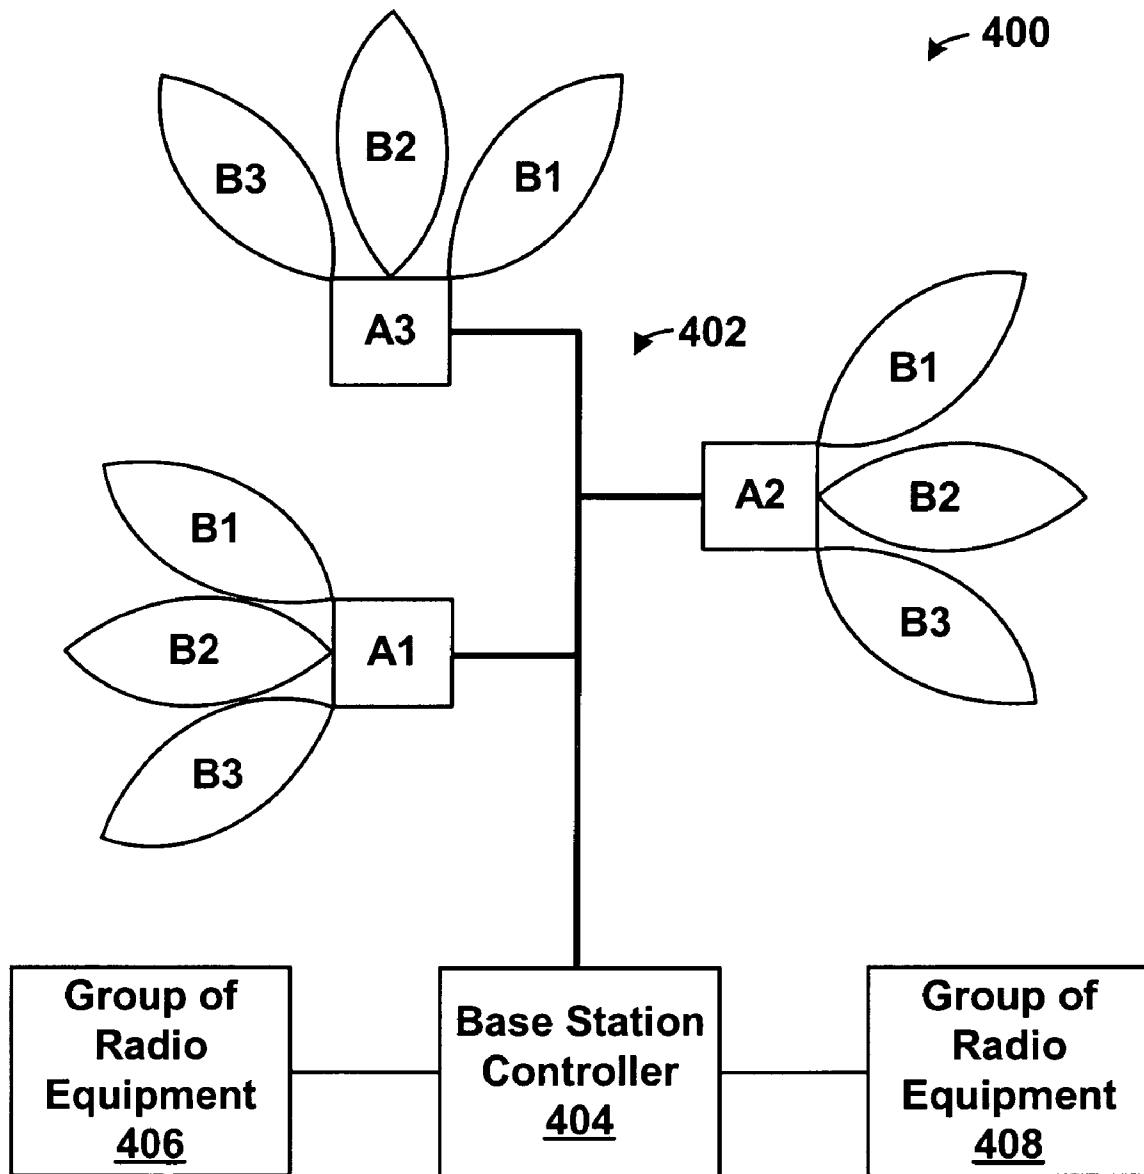 400
B2
B3
B1
A3
402
B1
A2
B2
B3
B1
B2
A1
B3
Group of
Radio
Equipment
406
Base Station
Controller
404
Group of
Radio
Equipment
408